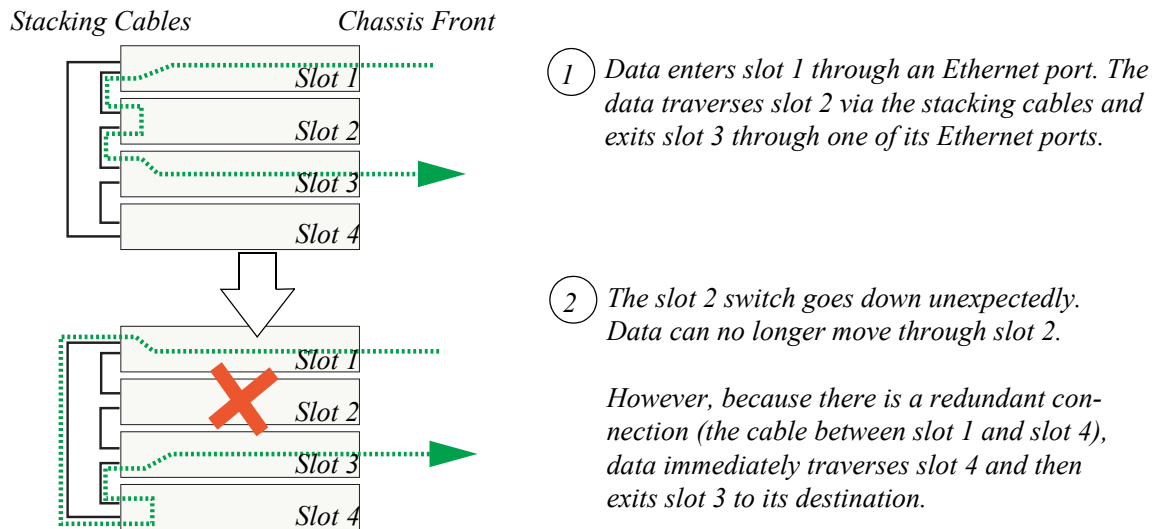 Stacking Cables
Chassis Front
Slot 1
Slot 2
Slot 3
Slot 4
1
Data enters slot 1 through an Ethernet port. The
data traverses slot 2 via the stacking cables and
exits slot 3 through one of its Ethernet ports.
Slot 1
Slot 2
Slot 3
Slot 4
2
The slot 2 switch goes down unexpectedly.
Data can no longer move through slot 2.
However, because there is a redundant con-
nection (the cable between slot 1 and slot 4),
data immediately traverses slot 4 and then
exits slot 3 to its destination.